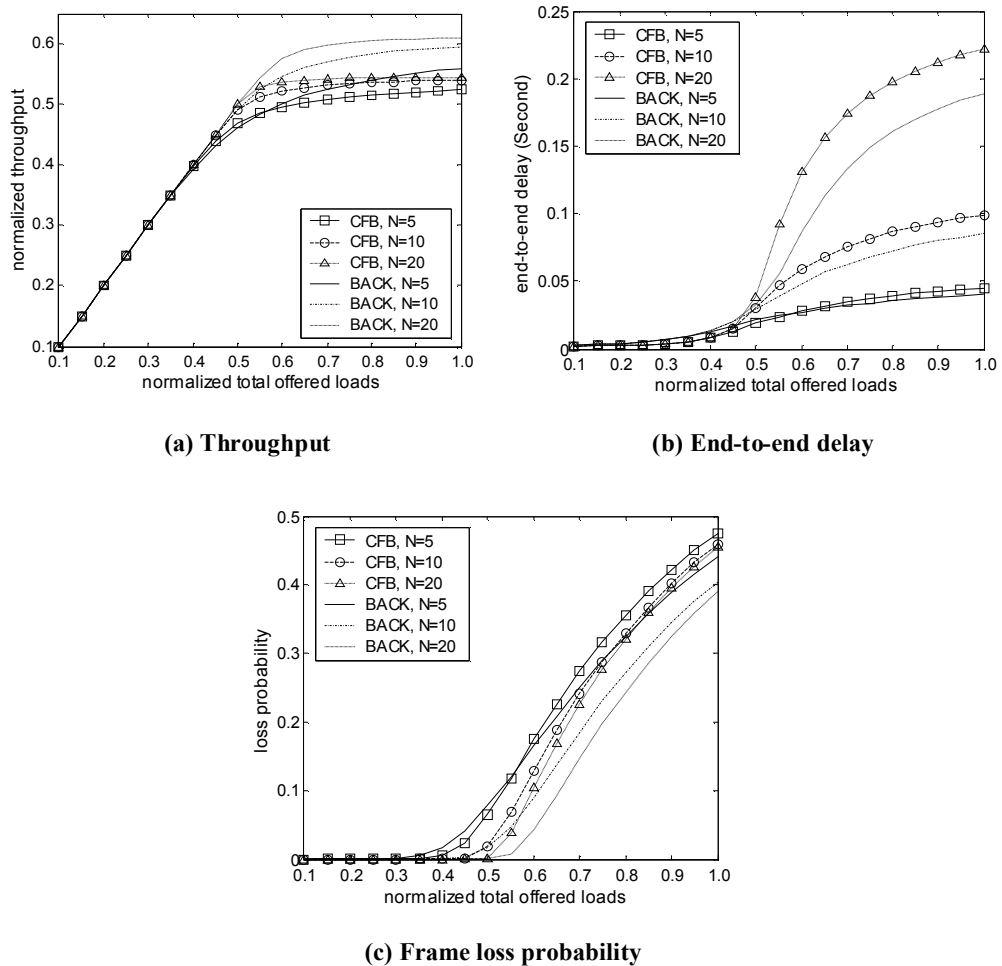 normalized throughput
0.6
0.5
0.4
0.3
0.2
0.1
CFB, N=5
CFB, N=10
CFB, N=20
BACK, N=5
BACK, N=10
BACK, N=20
0.1 0.2 0.3 0.4 0.5 0.6 0.7 0.8 0.9 1.0
normalized total offered loads
(a) Throughput
end-to-end delay (Second)
0.25
0.2
0.15
0.1
0.05
0
CFB, N=5
CFB, N=10
CFB, N=20
BACK, N=5
BACK, N=10
BACK, N=20
0.1 0.2 0.3 0.4 0.5 0.6 0.7 0.8 0.9 1.0
normalized total offered loads
(b) End-to-end delay
loss probability
0.5
0.4
0.3
0.2
0.1
0
CFB, N=5
CFB, N=10
CFB, N=20
BACK, N=5
BACK, N=10
BACK, N=20
0.1 0.2 0.3 0.4 0.5 0.6 0.7 0.8 0.9 1.0
normalized total offered loads
(c) Frame loss probability